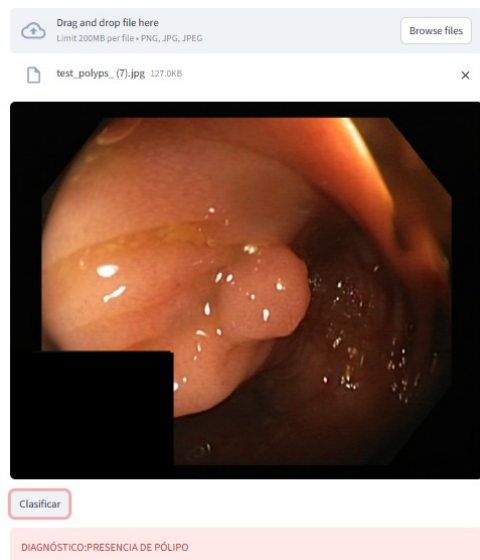 Drag and drop file here
Limit 200MB per file • PNG, JPG, JPEG
Browse files
test_polyps_ (7).jpg 127.0KB
Clasificar
DIAGNÓSTICO:PRESENCIA DE PÓLIPO